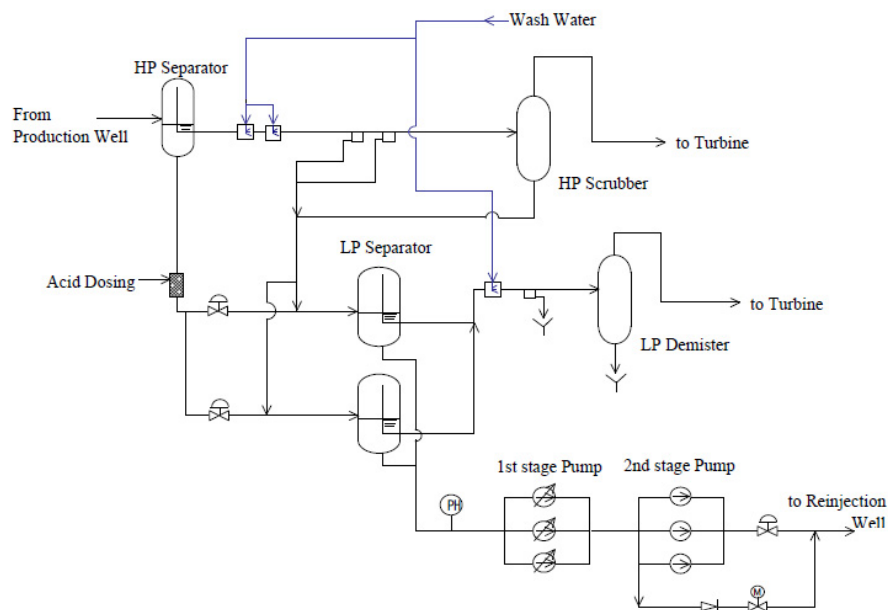 Wash Water
HP Separator
From
Production Well
to Turbine
HP Scrubber
LP Separator
Acid Dosing
to Turbine
LP Demister
1st stage Pump
2nd stage Pump
to Reinjection
Well
PH
M